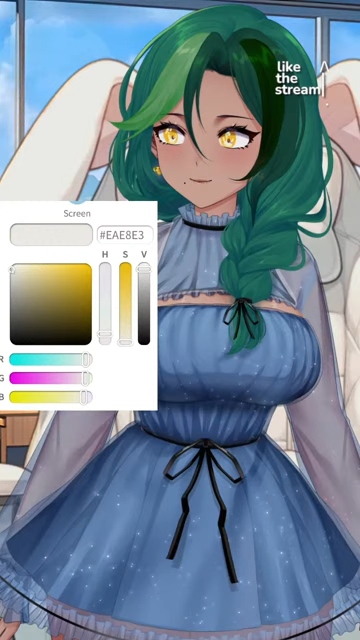 like
the
stream
Screen
#EAE8E3
H S V
R
G
B